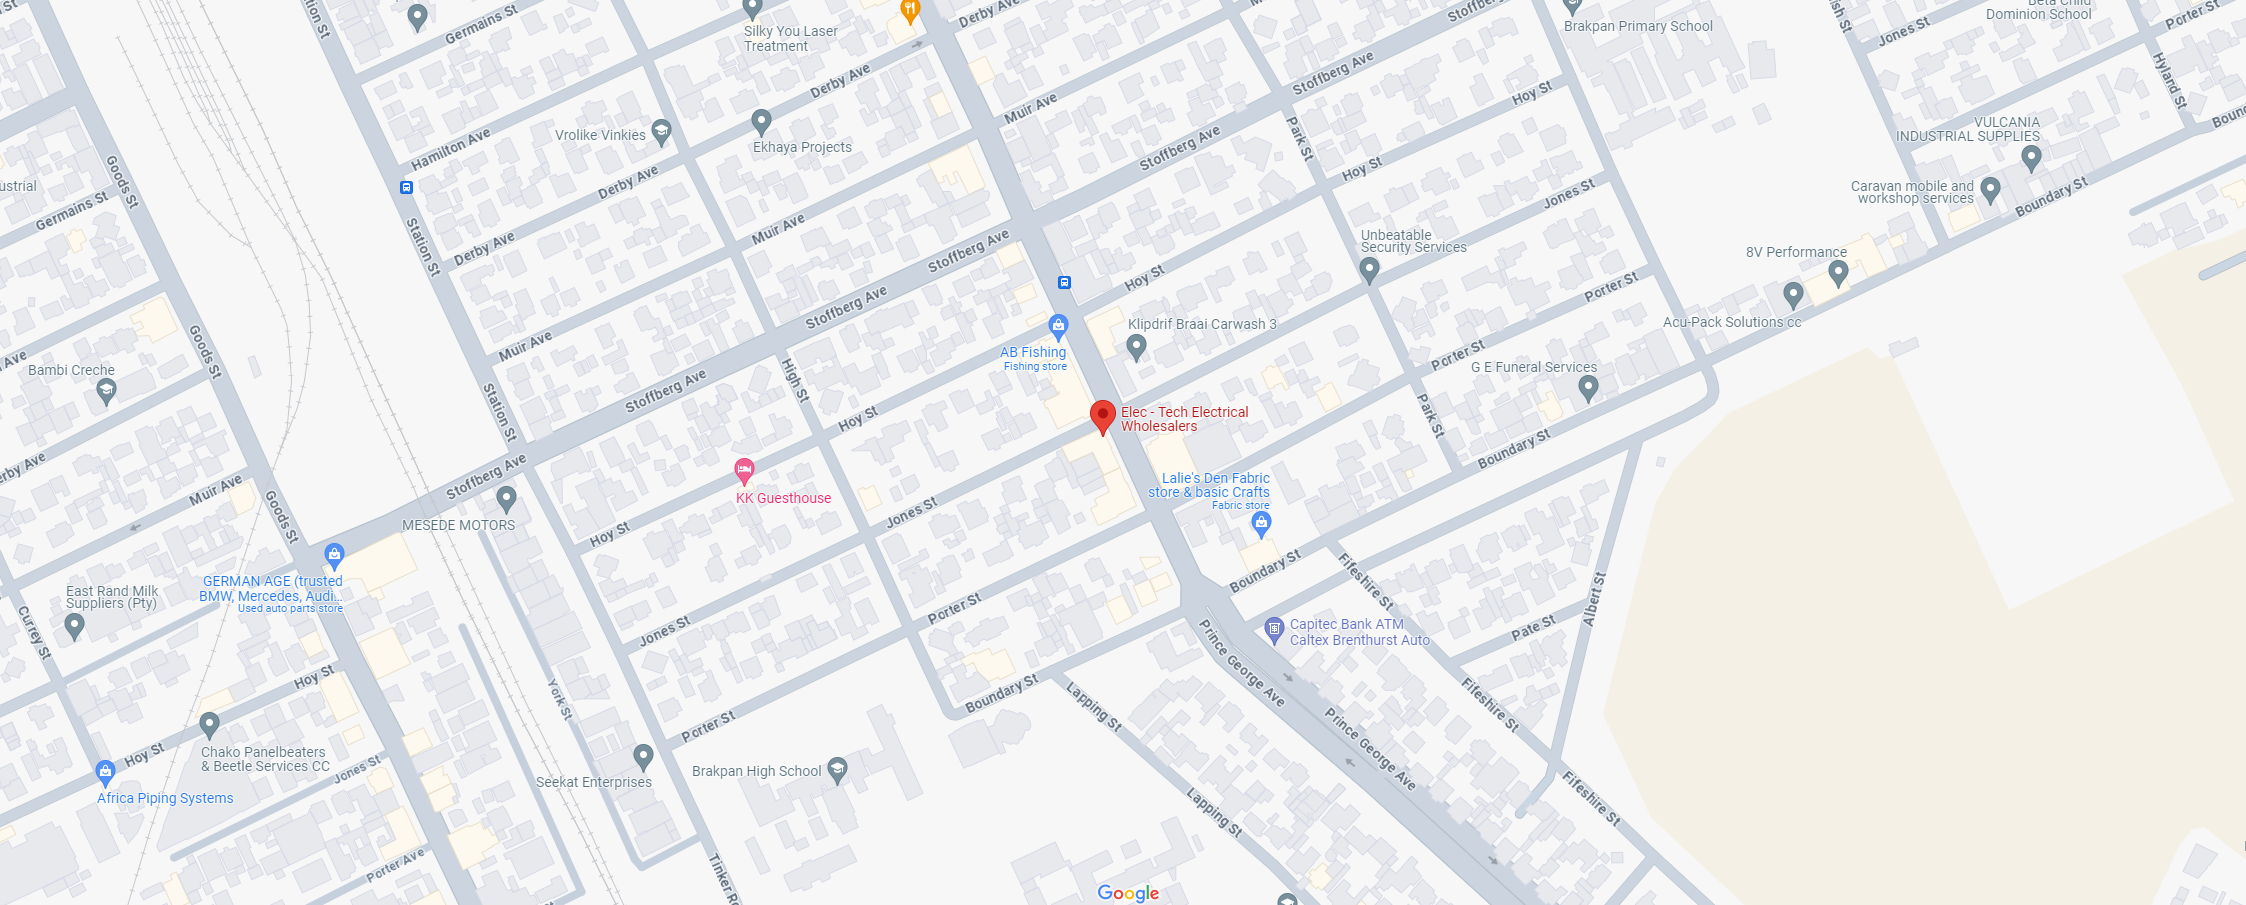 Germains St
Silky You Laser
Treatment
Derby Ave
Stoffberg
Brakpan Primary School
Beta Child
Dominion School
Porter St
Jones St
Hyland St
Boundary
Derby Ave
Muir Ave
Stoffberg Ave
Hoy St
Hamilton Ave
Vrolike Vinkies
Ekhaya Projects
Stoffberg Ave
Park St
VULCANIA
INDUSTRIAL SUPPLIES
Goods St
Germains St
Station St
Derby Ave
Derby Ave
Muir Ave
Stoffberg Ave
Hoy St
Jones St
Caravan mobile and
workshop services
Boundary St
Unbeatable
Security Services
8V Performance
Hoy St
Porter St
Stoffberg Ave
Muir Ave
Goods St
Bambi Creche
Klipdrif Braai Carwash 3
Acu-Pack Solutions cc
AB Fishing
Fishing store
Porter St
G E Funeral Services
Station St
Stoffberg Ave
High St
Hoy St
Elec - Tech Electrical
Wholesalers
Park St
Boundary St
Muir Ave
Goods St
Stoffberg Ave
MESEDE MOTORS
KK Guesthouse
Lalie's Den Fabric
store & basic Crafts
Fabric store
Hoy St
Jones St
Boundary St
Fifeshire St
Albert St
GERMAN AGE (trusted
BMW, Mercedes, Audi...
Used auto parts store
East Rand Milk
Suppliers (Pty)
Currey St
Jones St
Porter St
Capitec Bank ATM
Caltex Brenthurst Auto
Pate St
Prince George Ave
Hoy St
York St
Porter St
Boundary St
Lapping St
Fifeshire St
Prince George Ave
Chako Panelbeaters
& Beetle Services CC
Hoy St
Jones St
Seekat Enterprises
Brakpan High School
Africa Piping Systems
Lapping St
Fifeshire St
Porter Ave
Tinker
Google